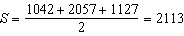 S = (1042 + 2057 + 1127) / 2 = 2113